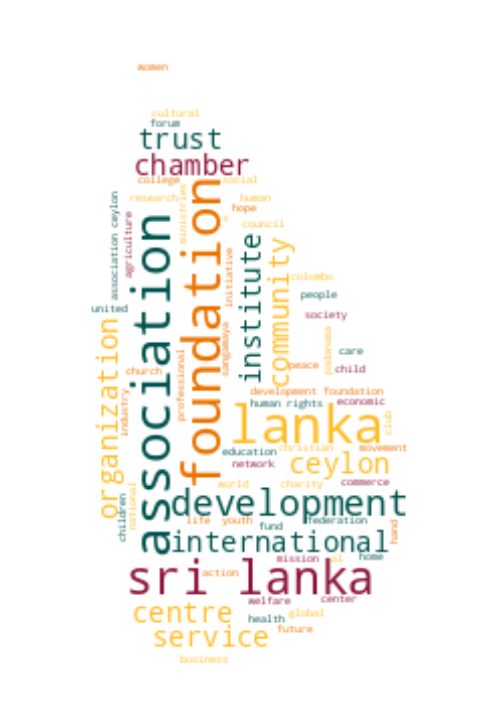 women
cultural
forum
trust
chamber
college
social
research
ministries
human
hope
c
council
association ceylon
agriculture
association
foundation
institute
community
initiative
colombo
people
united
society
organization
sangamaya
padanama
professional
care
church
peace
child
industry
development foundation
human rights
economic
lanka
club
education
christian
movement
network
ceylon
world
charity
commerce
children
national
development
life
youth
fund
federation
hand
international
mission
al
home
sri lanka
action
welfare
center
centre
health
global
service
future
business